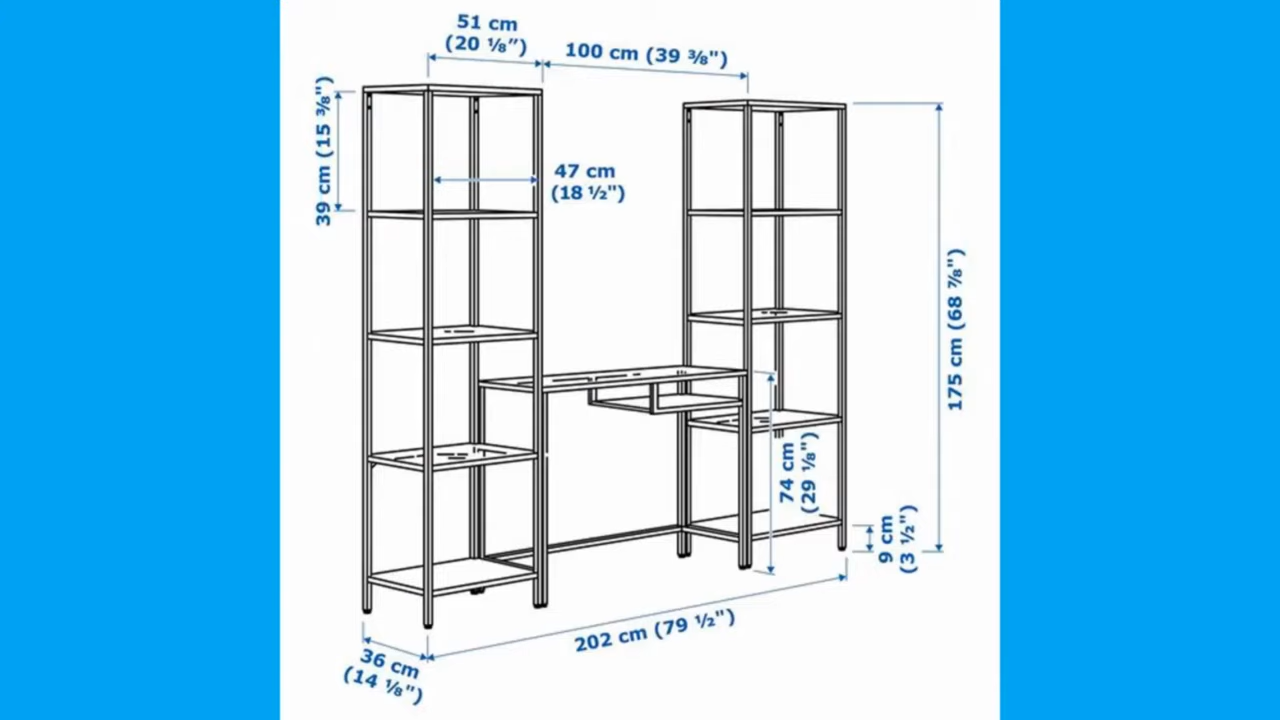 51 cm
(20 ⅛")
100 cm (39 ⅜")
39 cm (15 ⅜")
47 cm
(18 ½")
175 cm (68 ⅞")
74 cm
(29 ⅛")
9 cm
(3 ½")
202 cm (79 ½")
36 cm
(14 ⅛")